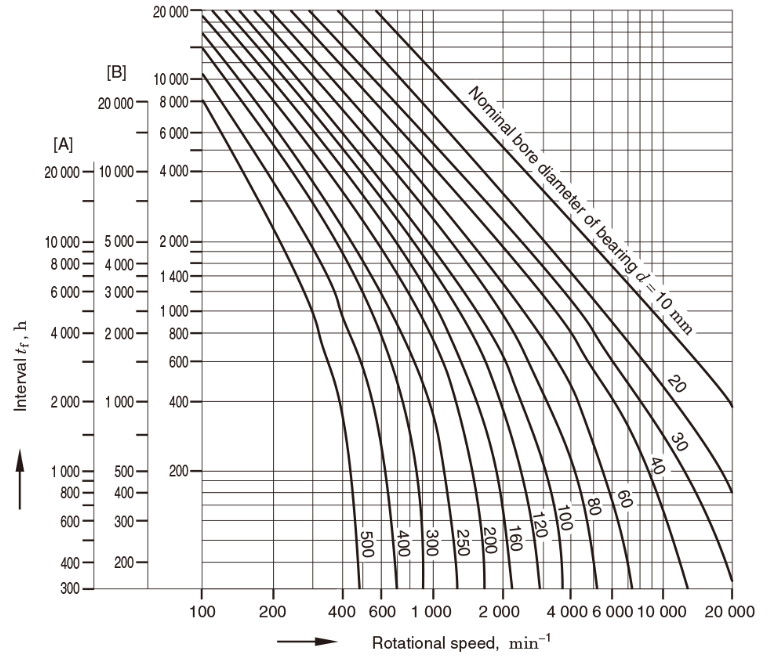 20 000
[B]
10 000
20 000 8 000
[A] 6 000
20 000 10 000 4 000
10 000 5 000 2 000
8 000 4 000 1 400
6 000 3 000 1 000
4 000 2 000 800
600
2 000 1 000 400
1 000 500 200
800 400
600 300
400 200
300
Interval tf, h
Nominal bore diameter of bearing d = 10 mm
20
30
40
60
80
100
120
160
200
250
300
400
500
100 200 400 600 1 000 2 000 4 000 6 000 10 000 20 000
Rotational speed, min⁻¹